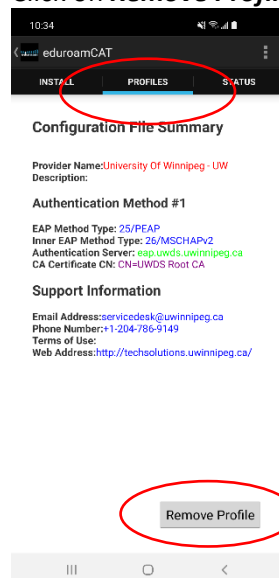 Click on Remove Profil
10:34
eduroamCAT
INSTALL PROFILES STATUS
Configuration File Summary
Provider Name:University Of Winnipeg - UW
Description:
Authentication Method #1
EAP Method Type: 25/PEAP
Inner EAP Method Type: 26/MSCHAPv2
Authentication Server: eap.uwds.uwinnipeg.ca
CA Certificate CN: CN=UWDS Root CA
Support Information
Email Address:servicedesk@uwinnipeg.ca
Phone Number:+1-204-786-9149
Terms of Use:
Web Address:http://techsolutions.uwinnipeg.ca/
Remove Profile